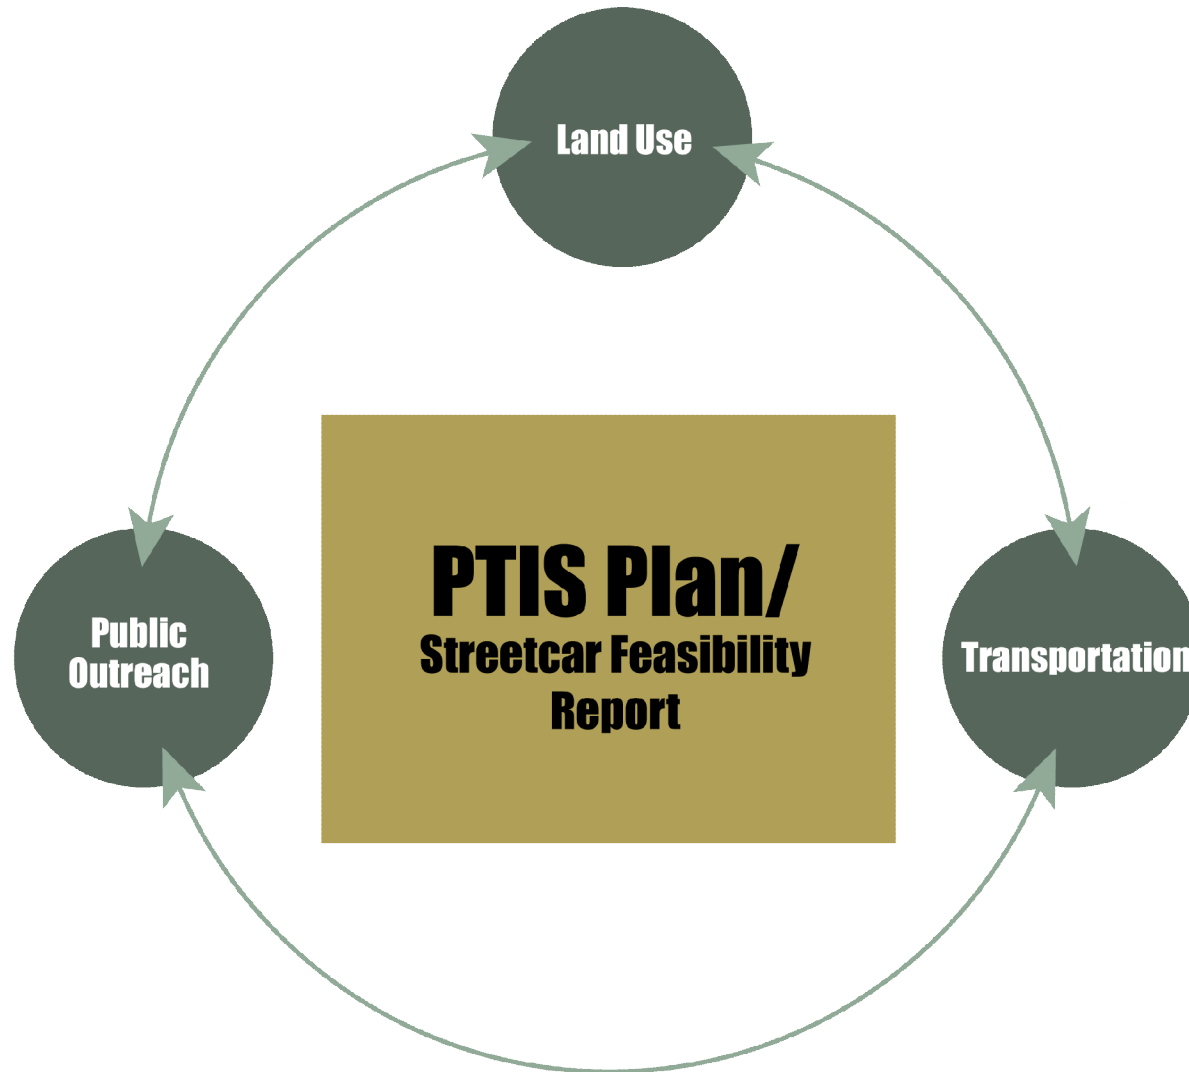 Land Use
Public
Outreach
PTIS Plan/
Streetcar Feasibility
Report
Transportation